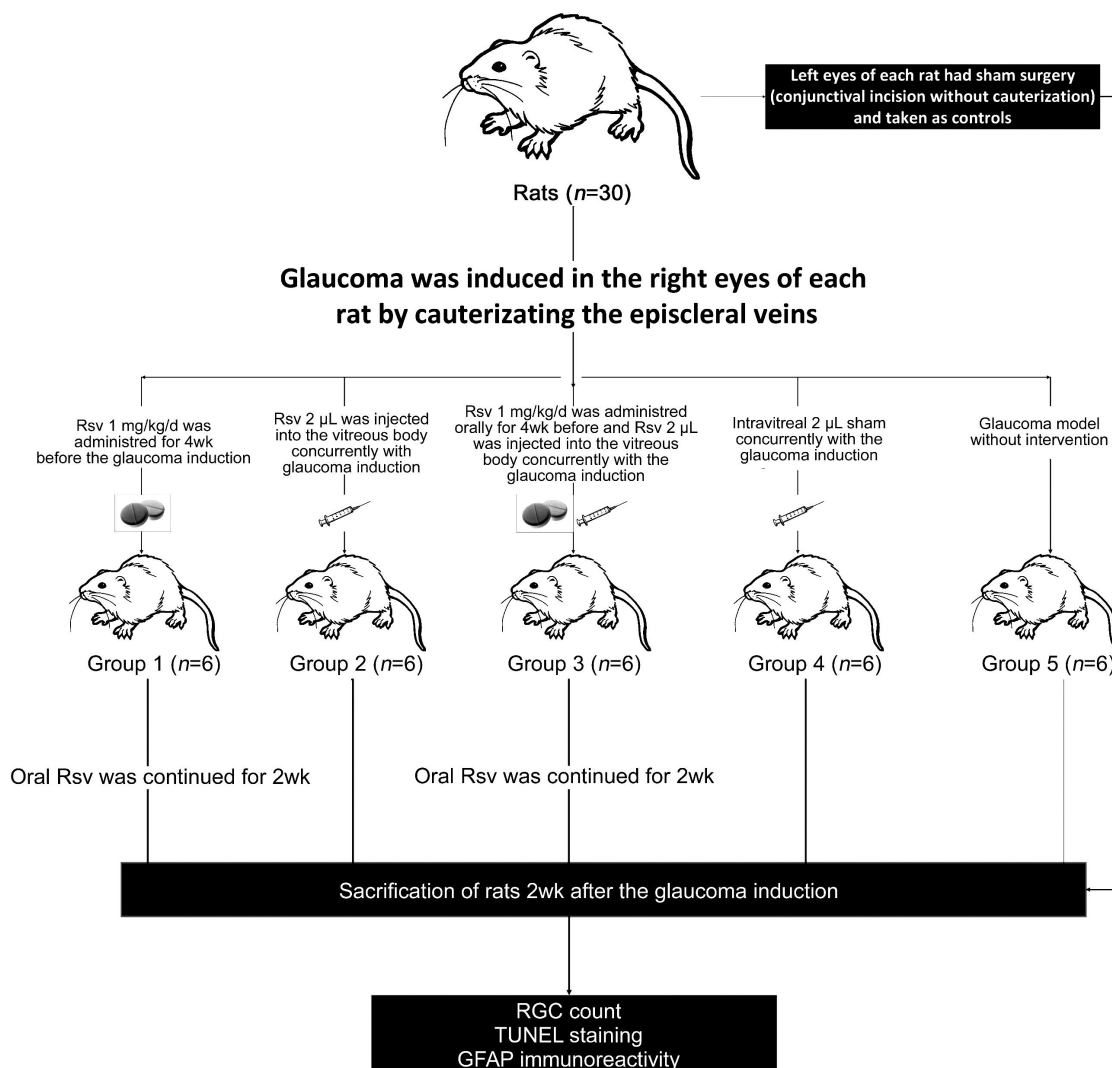 Left eyes of each rat had sham surgery
(conjunctival incision without cauterization)
and taken as controls
Rats (n=30)
Glaucoma was induced in the right eyes of each
rat by cauterizating the episcleral veins
Rsv 1 mg/kg/d was
administred for 4wk
before the glaucoma induction
Rsv 2 µL was injected
into the vitreous body
concurrently with
glaucoma induction
Rsv 1 mg/kg/d was administred
orally for 4wk before and Rsv 2 µL
was injected into the vitreous
body concurrently with the
glaucoma induction
Intravitreal 2 µL sham
concurrently with the
glaucoma induction
Glaucoma model
without intervention
Group 1 (n=6)
Group 2 (n=6)
Group 3 (n=6)
Group 4 (n=6)
Group 5 (n=6)
Oral Rsv was continued for 2wk
Oral Rsv was continued for 2wk
Sacrification of rats 2wk after the glaucoma induction
RGC count
TUNEL staining
GFAP immunoreactivity